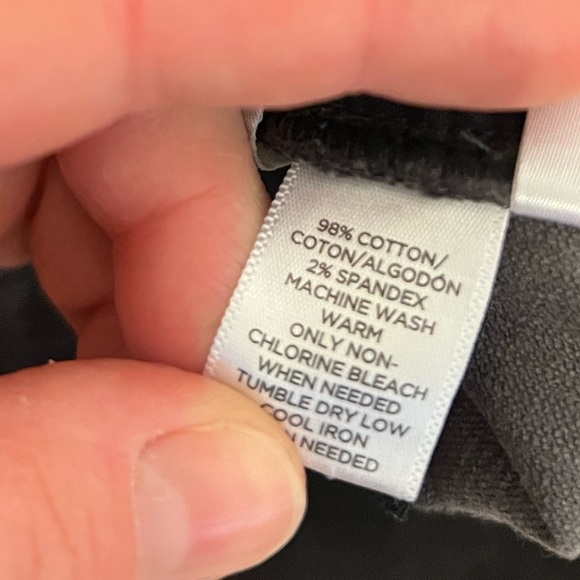 98% COTTON/
COTON/ALGODÓN
2% SPANDEX
MACHINE WASH
WARM
ONLY NON-
CHLORINE BLEACH
WHEN NEEDED
TUMBLE DRY LOW
COOL IRON
NEEDED